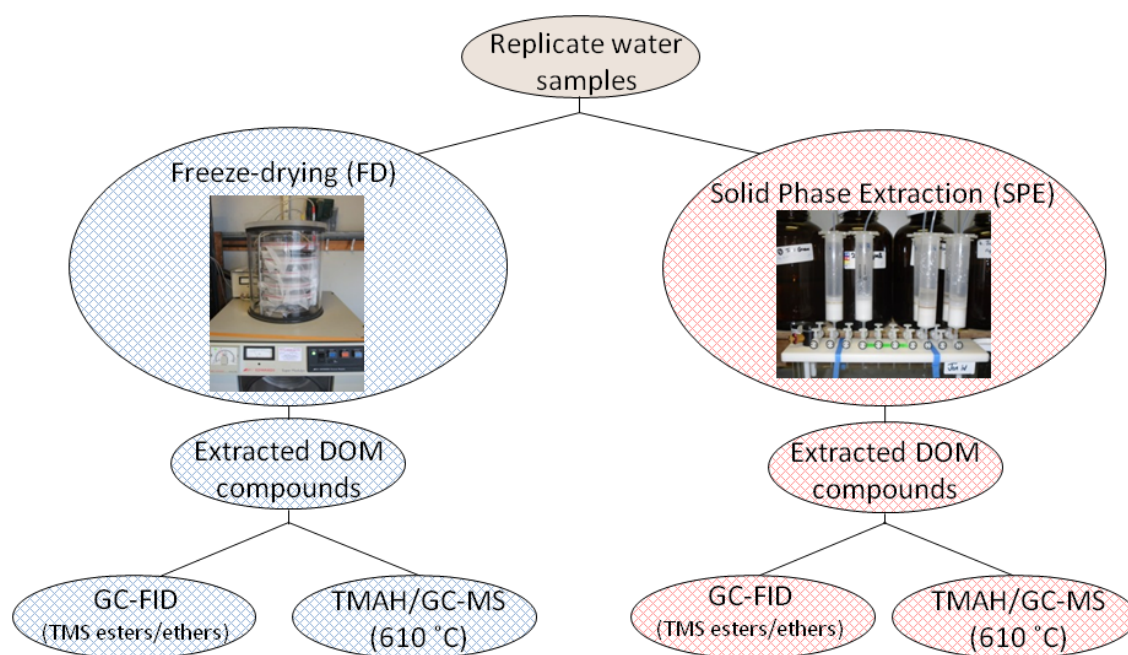 Replicate water
samples
Freeze-drying (FD)
Solid Phase Extraction (SPE)
Extracted DOM
compounds
Extracted DOM
compounds
GC-FID
(TMS esters/ethers)
TMAH/GC-MS
(610 ˚C)
GC-FID
(TMS esters/ethers)
TMAH/GC-MS
(610 ˚C)